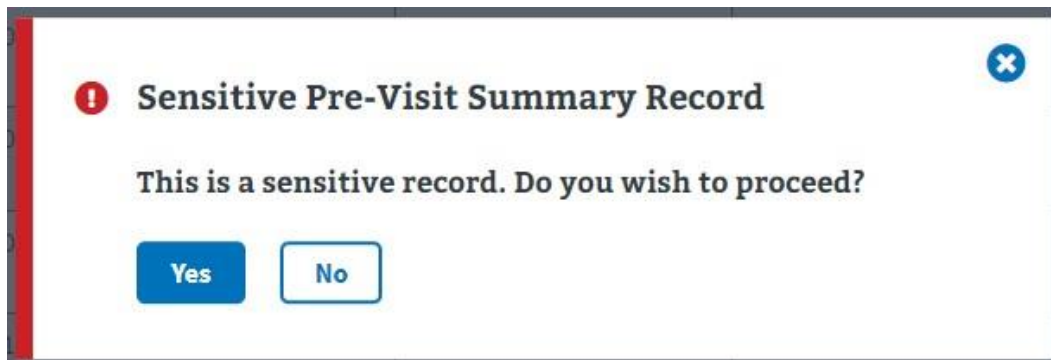 Sensitive Pre-Visit Summary Record
This is a sensitive record. Do you wish to proceed?
Yes No